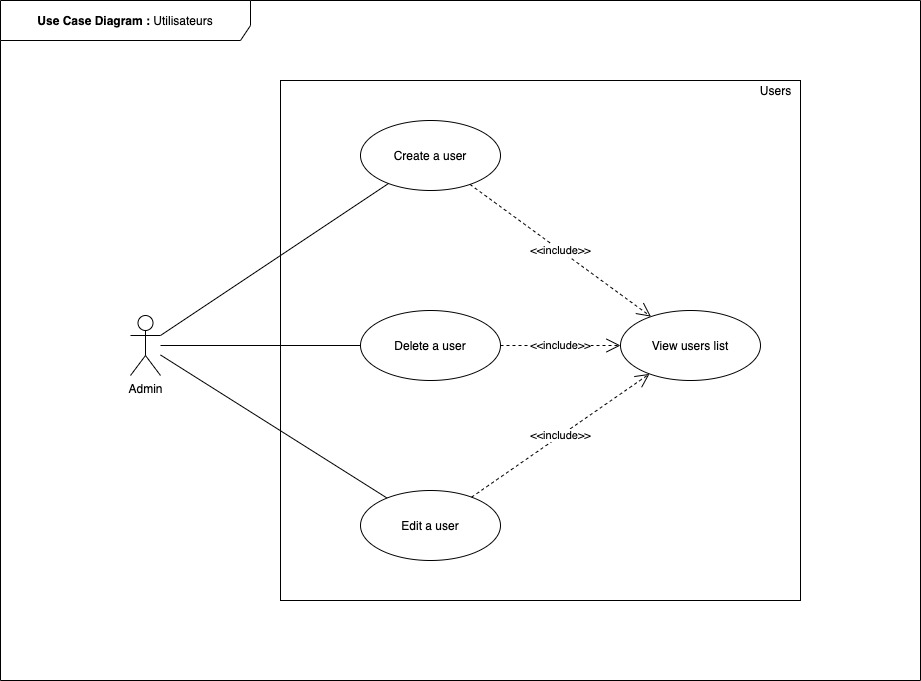 Use Case Diagram : Utilisateurs
Users
Create a user
<<include>>
Delete a user
<<include>>
View users list
Admin
<<include>>
Edit a user